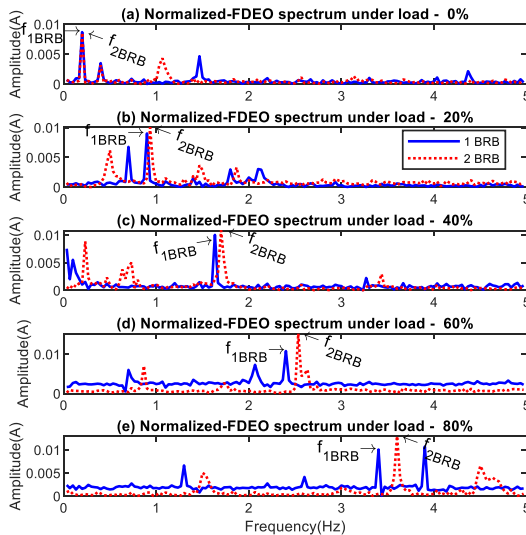 (a) Normalized-FDEO spectrum under load - 0%
Amplitude(A)
0.01
0.005
0
f1BRB
f2BRB
0 1 2 3 4 5
(b) Normalized-FDEO spectrum under load - 20%
Amplitude(A)
0.01
0.005
0
f1BRB
f2BRB
1 BRB
2 BRB
0 1 2 3 4 5
(c) Normalized-FDEO spectrum under load - 40%
Amplitude(A)
0.01
0.005
0
f1BRB
f2BRB
0 1 2 3 4 5
(d) Normalized-FDEO spectrum under load - 60%
Amplitude(A)
0.01
0
f1BRB
f2BRB
0 1 2 3 4 5
(e) Normalized-FDEO spectrum under load - 80%
Amplitude(A)
0.01
0.005
0
f1BRB
f2BRB
0 1 2 3 4 5
Frequency(Hz)